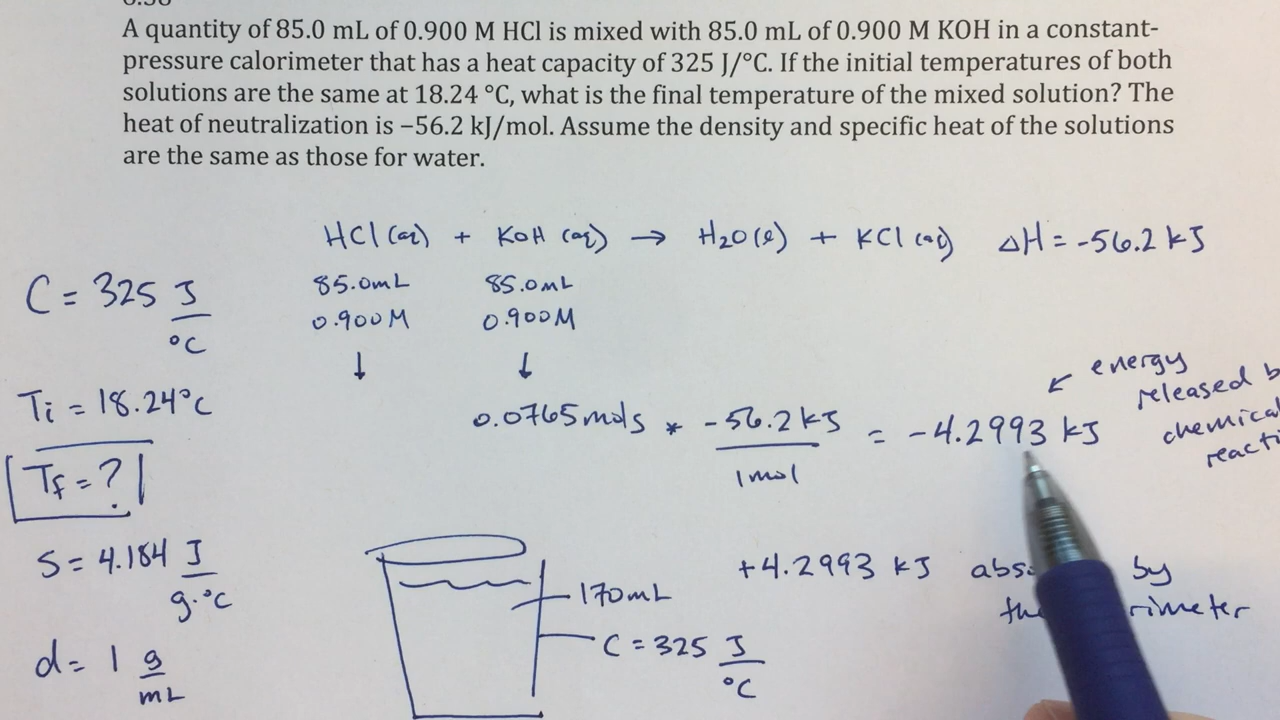 A quantity of 85.0 mL of 0.900 M HCl is mixed with 85.0 mL of 0.900 M KOH in a constant-
pressure calorimeter that has a heat capacity of 325 J/°C. If the initial temperatures of both
solutions are the same at 18.24 °C, what is the final temperature of the mixed solution? The
heat of neutralization is −56.2 kJ/mol. Assume the density and specific heat of the solutions
are the same as those for water.
HCl (aq) + KOH (aq) → H2O (l) + KCl (aq) ΔH = -56.2 kJ
C = 325 J/°C
85.0mL 85.0mL
0.900M 0.900M
↓ ↓
Ti = 18.24°C
0.0765 mols * -56.2 kJ / 1 mol = -4.2993 kJ
energy
released
chemical
Tf = ?
S = 4.184 J/g·°C
+4.2993 kJ by
170mL
C = 325 J/°C
d = 1 g/mL